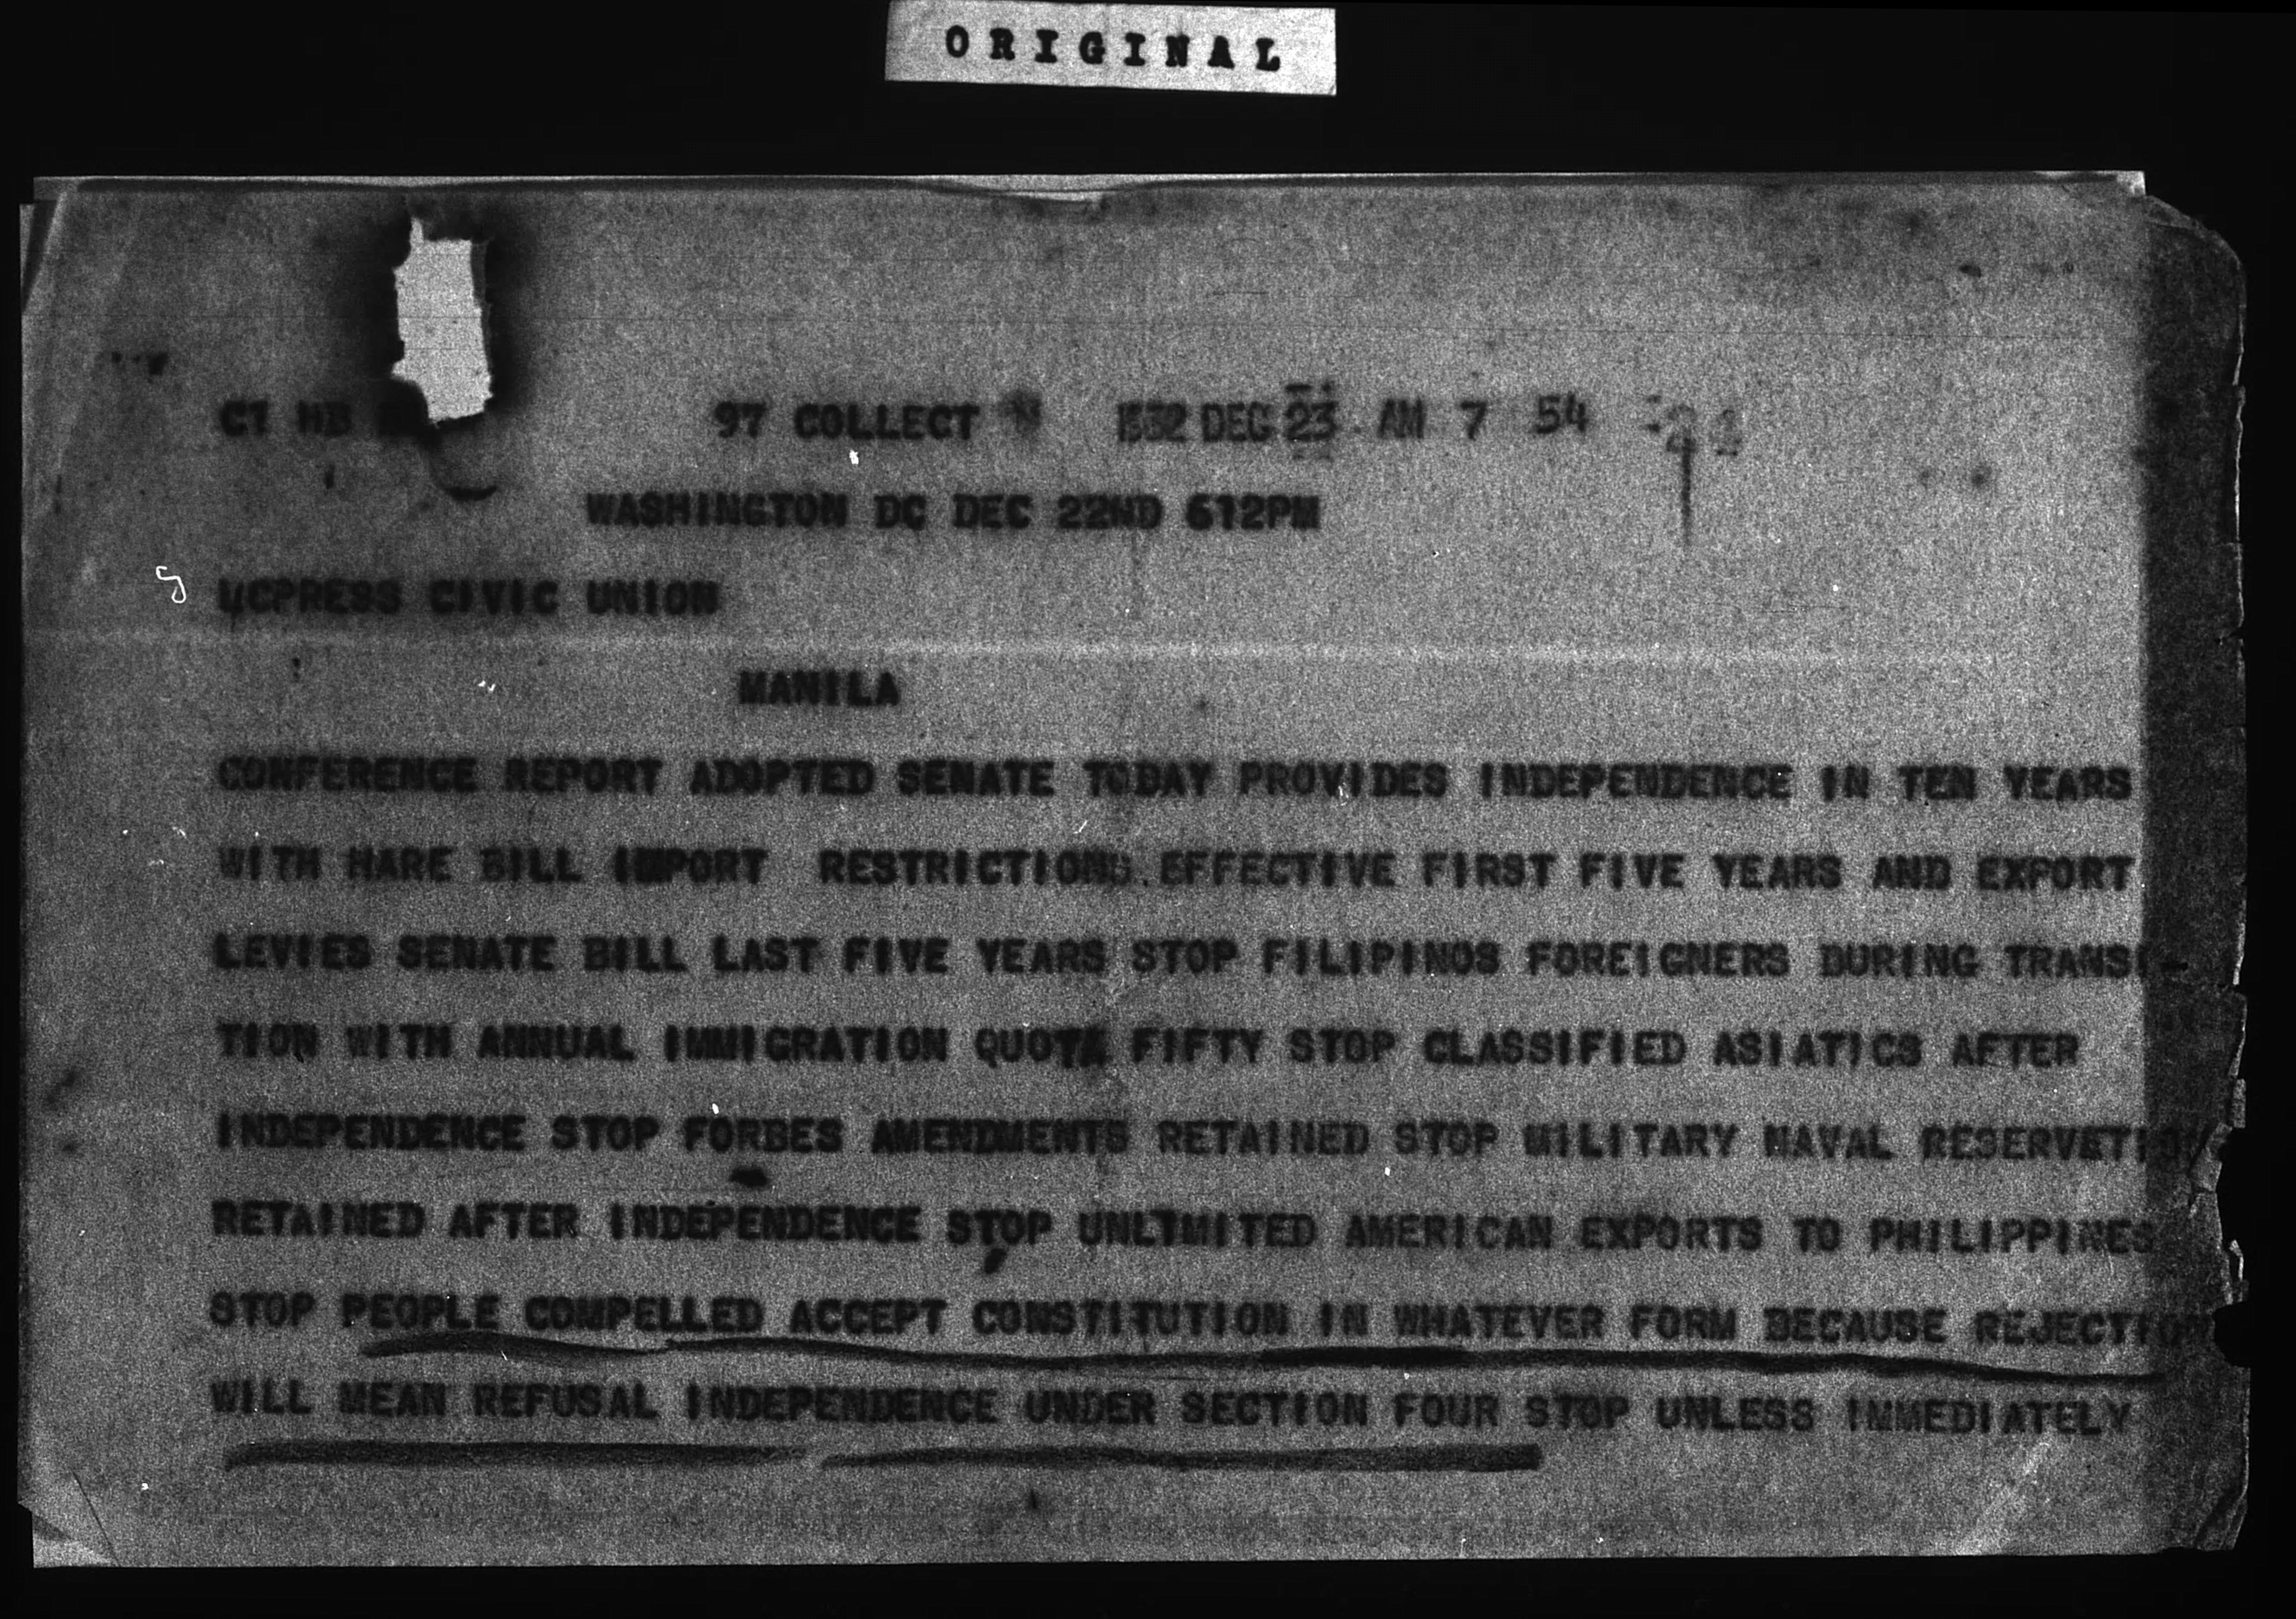 ORIGINAL
CT HB 97 COLLECT 1932 DEC 23 AM 7 54
WASHINGTON DC DEC 22ND 612PM
UCPRESS CIVIC UNION
MANILA
CONFERENCE REPORT ADOPTED SENATE TODAY PROVIDES INDEPENDENCE IN TEN YEARS
WITH HARE BILL IMPORT RESTRICTIONS EFFECTIVE FIRST FIVE YEARS AND EXPORT
LEVIES SENATE BILL LAST FIVE YEARS STOP FILIPINOS FOREIGNERS DURING TRANSI-
TION WITH ANNUAL IMMIGRATION QUOTA FIFTY STOP CLASSIFIED ASIATICS AFTER
INDEPENDENCE STOP FORBES AMENDMENTS RETAINED STOP MILITARY NAVAL RESERVETION
RETAINED AFTER INDEPENDENCE STOP UNLIMITED AMERICAN EXPORTS TO PHILIPPINES
STOP PEOPLE COMPELLED ACCEPT CONSTITUTION IN WHATEVER FORM BECAUSE REJECTION
WILL MEAN REFUSAL INDEPENDENCE UNDER SECTION FOUR STOP UNLESS IMMEDIATELY